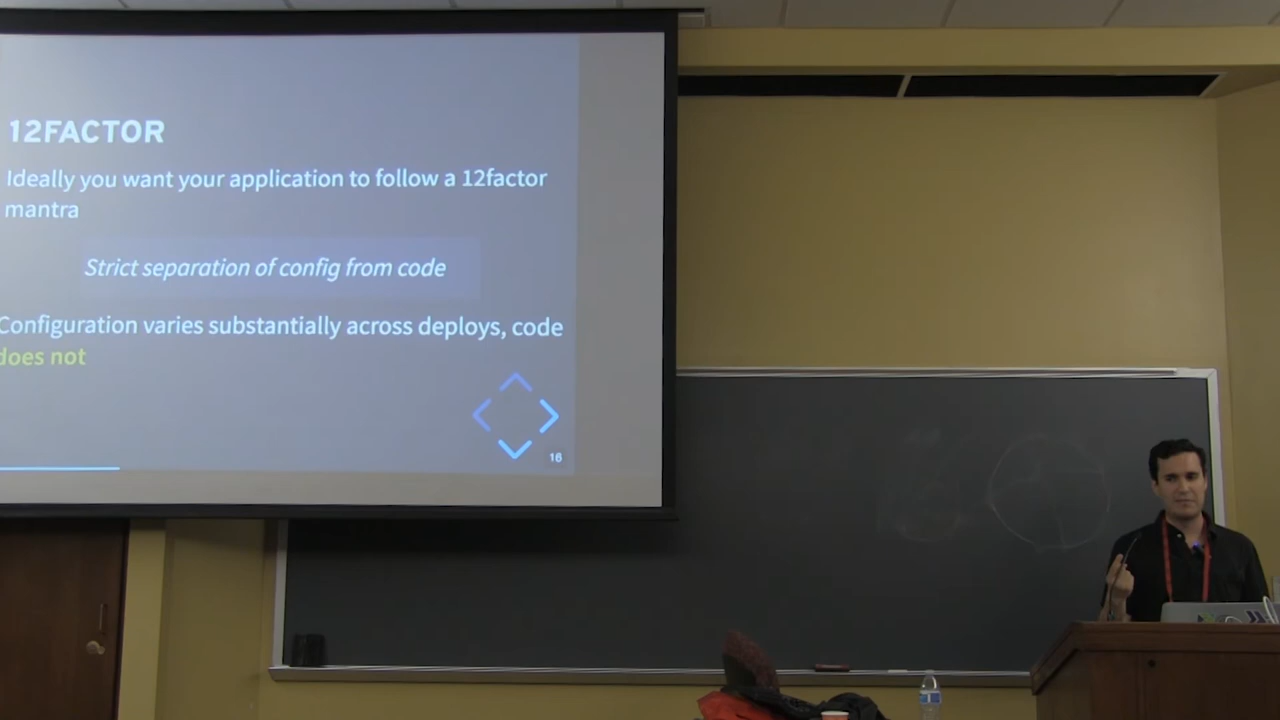 12FACTOR
Ideally you want your application to follow a 12factor
mantra
Strict separation of config from code
Configuration varies substantially across deploys, code
does not
16